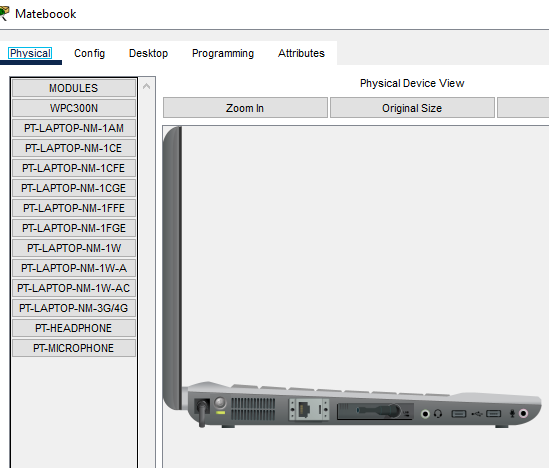 Mateboook
Physical
Config
Desktop
Programming
Attributes
MODULES
WPC300N
PT-LAPTOP-NM-1AM
PT-LAPTOP-NM-1CE
PT-LAPTOP-NM-1CFE
PT-LAPTOP-NM-1CGE
PT-LAPTOP-NM-1FFE
PT-LAPTOP-NM-1FGE
PT-LAPTOP-NM-1W
PT-LAPTOP-NM-1W-A
PT-LAPTOP-NM-1W-AC
PT-LAPTOP-NM-3G/4G
PT-HEADPHONE
PT-MICROPHONE
Physical Device View
Zoom In
Original Size